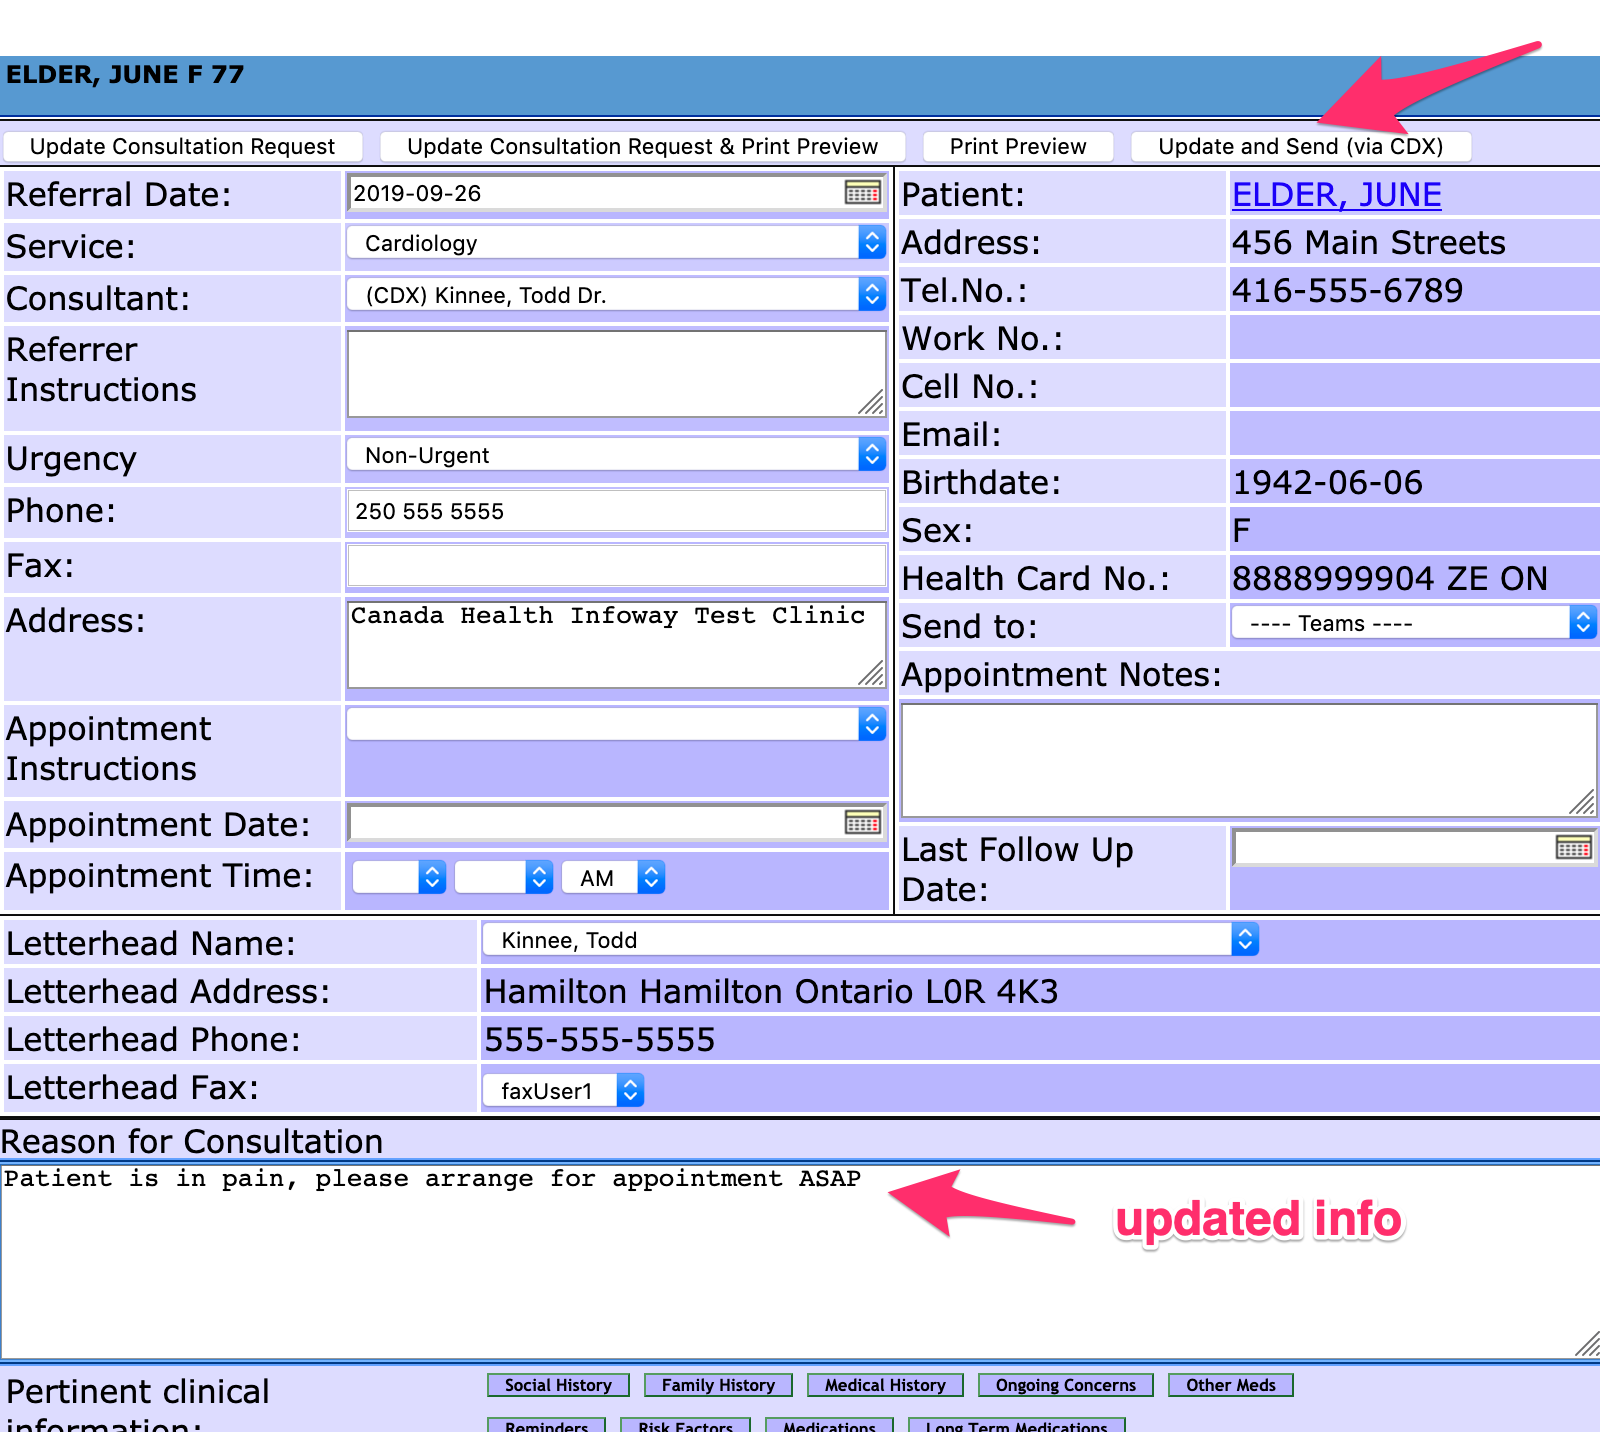 ELDER, JUNE F 77
Update Consultation Request
Update Consultation Request & Print Preview
Print Preview
Update and Send (via CDX)
Referral Date:
2019-09-26
Service:
Cardiology
Consultant:
(CDX) Kinnee, Todd Dr.
Referrer
Instructions
Urgency
Non-Urgent
Phone:
250 555 5555
Fax:
Address:
Canada Health Infoway Test Clinic
Appointment
Instructions
Appointment Date:
Appointment Time:
AM
Patient:
ELDER, JUNE
Address:
456 Main Streets
Tel.No.:
416-555-6789
Work No.:
Cell No.:
Email:
Birthdate:
1942-06-06
Sex:
F
Health Card No.:
8888999904 ZE ON
Send to:
---- Teams ----
Appointment Notes:
Last Follow Up
Date:
Letterhead Name:
Kinnee, Todd
Letterhead Address:
Hamilton Hamilton Ontario L0R 4K3
Letterhead Phone:
555-555-5555
Letterhead Fax:
faxUser1
Reason for Consultation
Patient is in pain, please arrange for appointment ASAP
updated info
Pertinent clinical
information:
Social History
Family History
Medical History
Ongoing Concerns
Other Meds
Reminders
Risk Factors
Medications
Long Term Medications